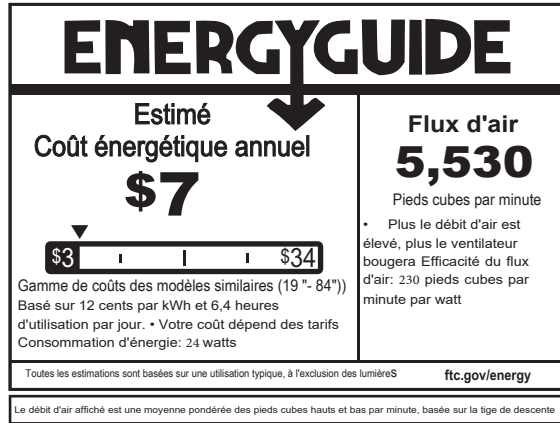 ENERGYGUIDE
Estimé
Coût énergétique annuel
$7
$3 $34
Gamme de coûts des modèles similaires (19 "- 84"))
Basé sur 12 cents par kWh et 6,4 heures
d'utilisation par jour. • Votre coût dépend des tarifs
Consommation d'énergie: 24 watts
Flux d'air
5,530
Pieds cubes par minute
• Plus le débit d'air est
élevé, plus le ventilateur
bougera Efficacité du flux
d'air: 230 pieds cubes par
minute par watt
Toutes les estimations sont basées sur une utilisation typique, à l'exclusion des lumièreS
ftc.gov/energy
Le débit d'air affiché est une moyenne pondérée des pieds cubes hauts et bas par minute, basée sur la tige de descente